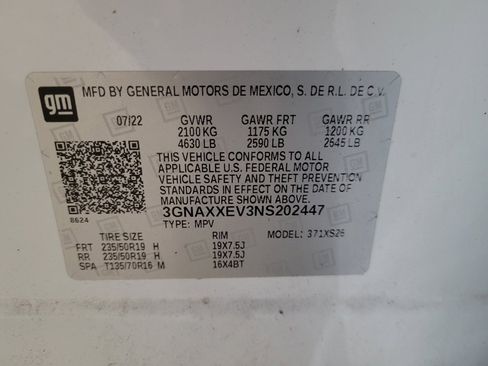 gm MFD BY GENERAL MOTORS DE MEXICO, S. DE R.L. DE C.V.
07/22 GVWR GAWR FRT GAWR RR
2100 KG 1175 KG 1200 KG
4630 LB 2590 LB 2645 LB
THIS VEHICLE CONFORMS TO ALL
APPLICABLE U.S. FEDERAL MOTOR
VEHICLE SAFETY AND THEFT PREVENTION
STANDARDS IN EFFECT ON THE DATE OF
MANUFACTURE SHOWN ABOVE.
3GNAXXEV3NS202447
8624 TYPE: MPV MODEL: 371XS26
TIRE SIZE RIM
FRT 235/50R19 H 19X7.5J
RR 235/50R19 H 19X7.5J
SPA T135/70R16 M 16X4BT